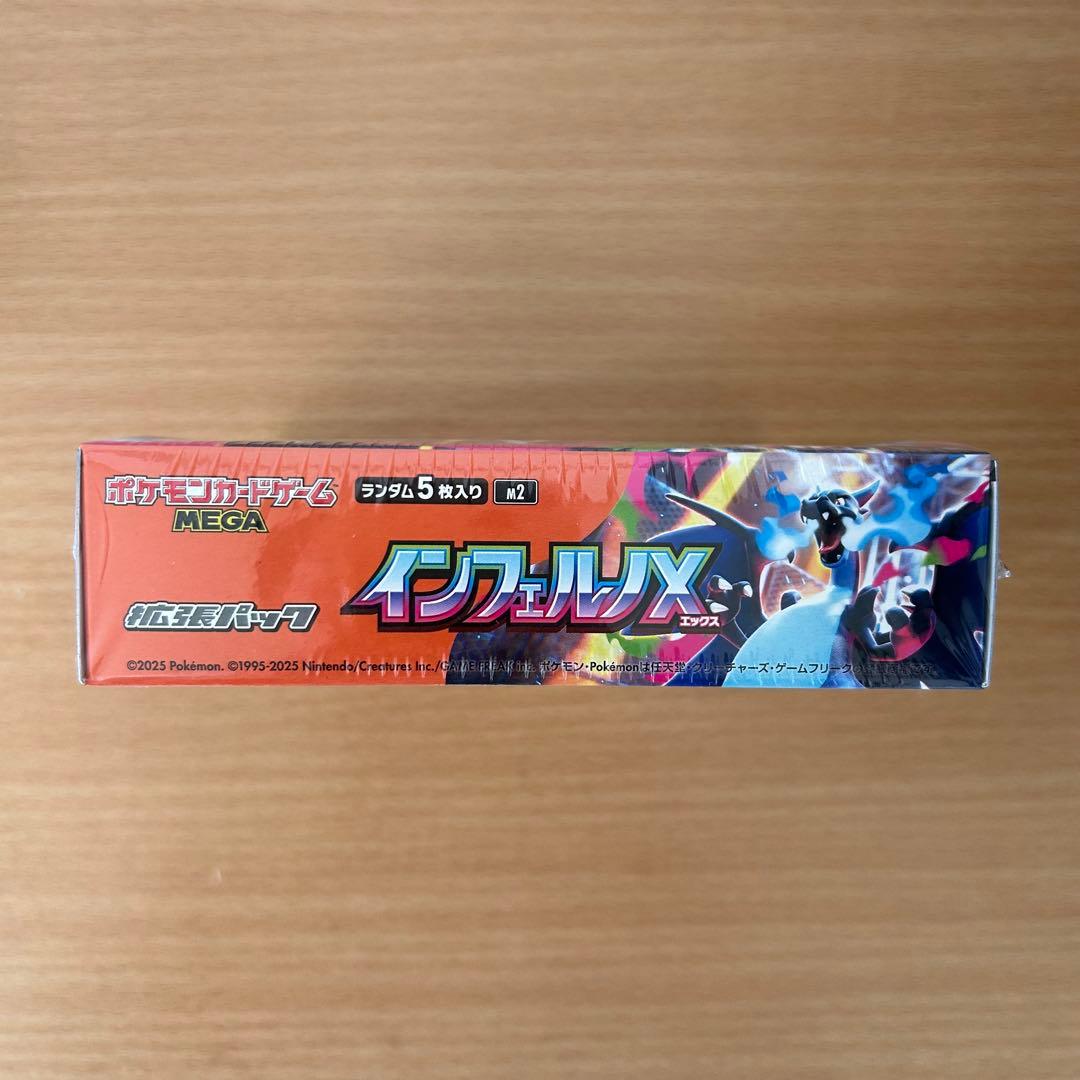 ポケモンカードゲーム
MEGA
ランダム5枚入り M2
インフェルノX
エックス
拡張パック
©2025 Pokémon. ©1995-2025 Nintendo/Creatures Inc./GAME FREAK inc. ポケモン・Pokémonは任天堂・クリーチャーズ・ゲームフリークの登録商標です。